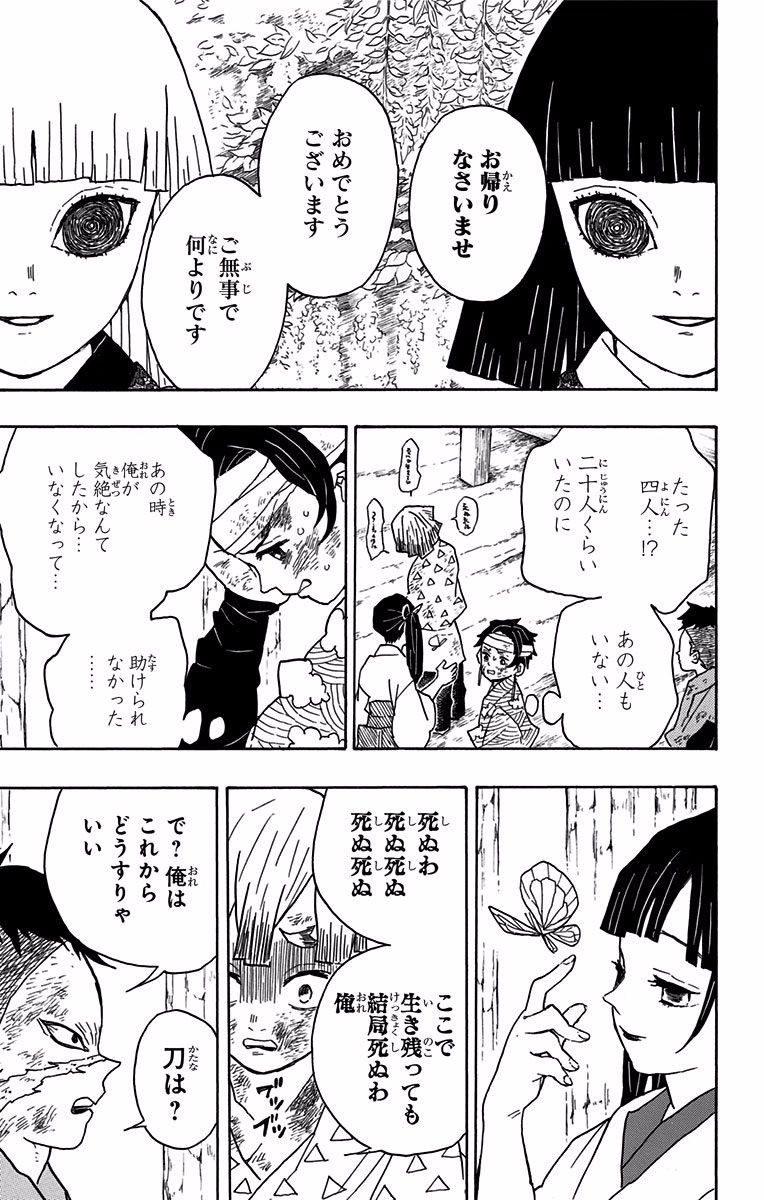 お帰り
なさいませ
おめでとう
ございます
ご無事で
何よりです
たった
四人…!?
二十人くらい
いたのに
あの人も
いない…
あの時
俺が
気絶なんて
したから…
いなくなって…
助けられ
なかった
……
死ぬわ
死ぬ死ぬ
死ぬ死ぬ
ここで
生き残っても
結局死ぬわ
俺
ブツ
ブツ
で?俺は
これから
どうすりゃ
いい
刀は?